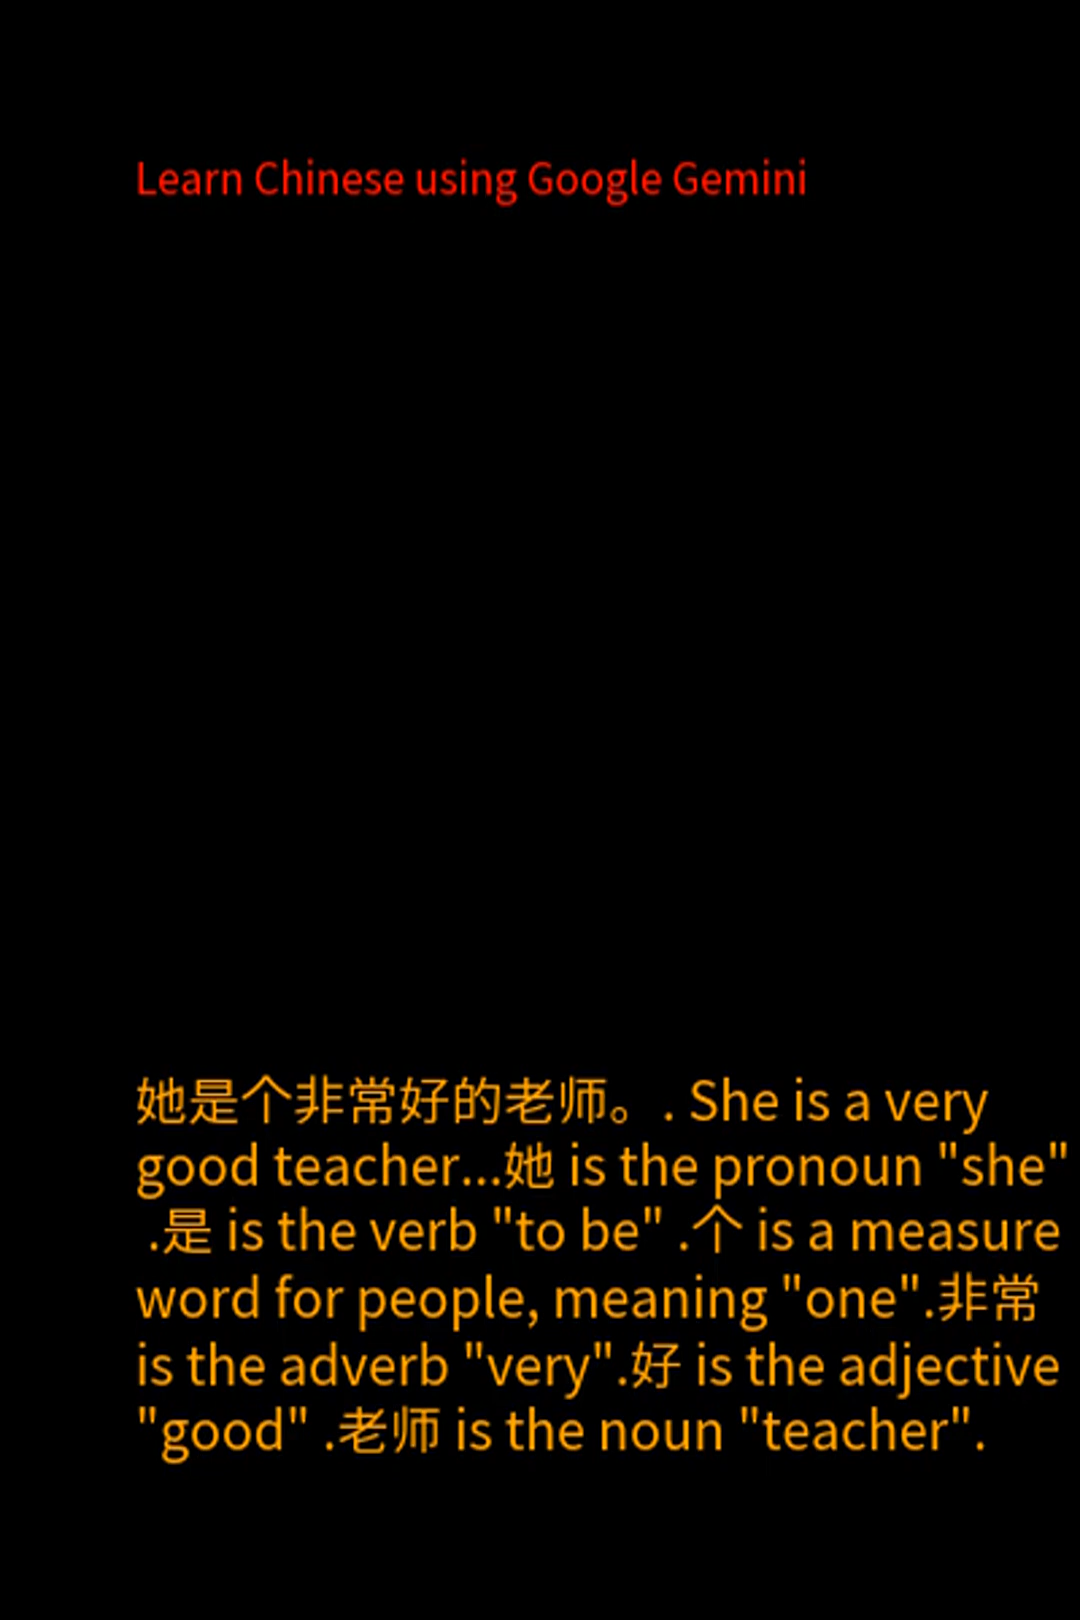 Learn Chinese using Google Gemini
她是个非常好的老师。. She is a very
good teacher...她 is the pronoun "she"
.是 is the verb "to be" .个 is a measure
word for people, meaning "one".非常
is the adverb "very".好 is the adjective
"good" .老师 is the noun "teacher".